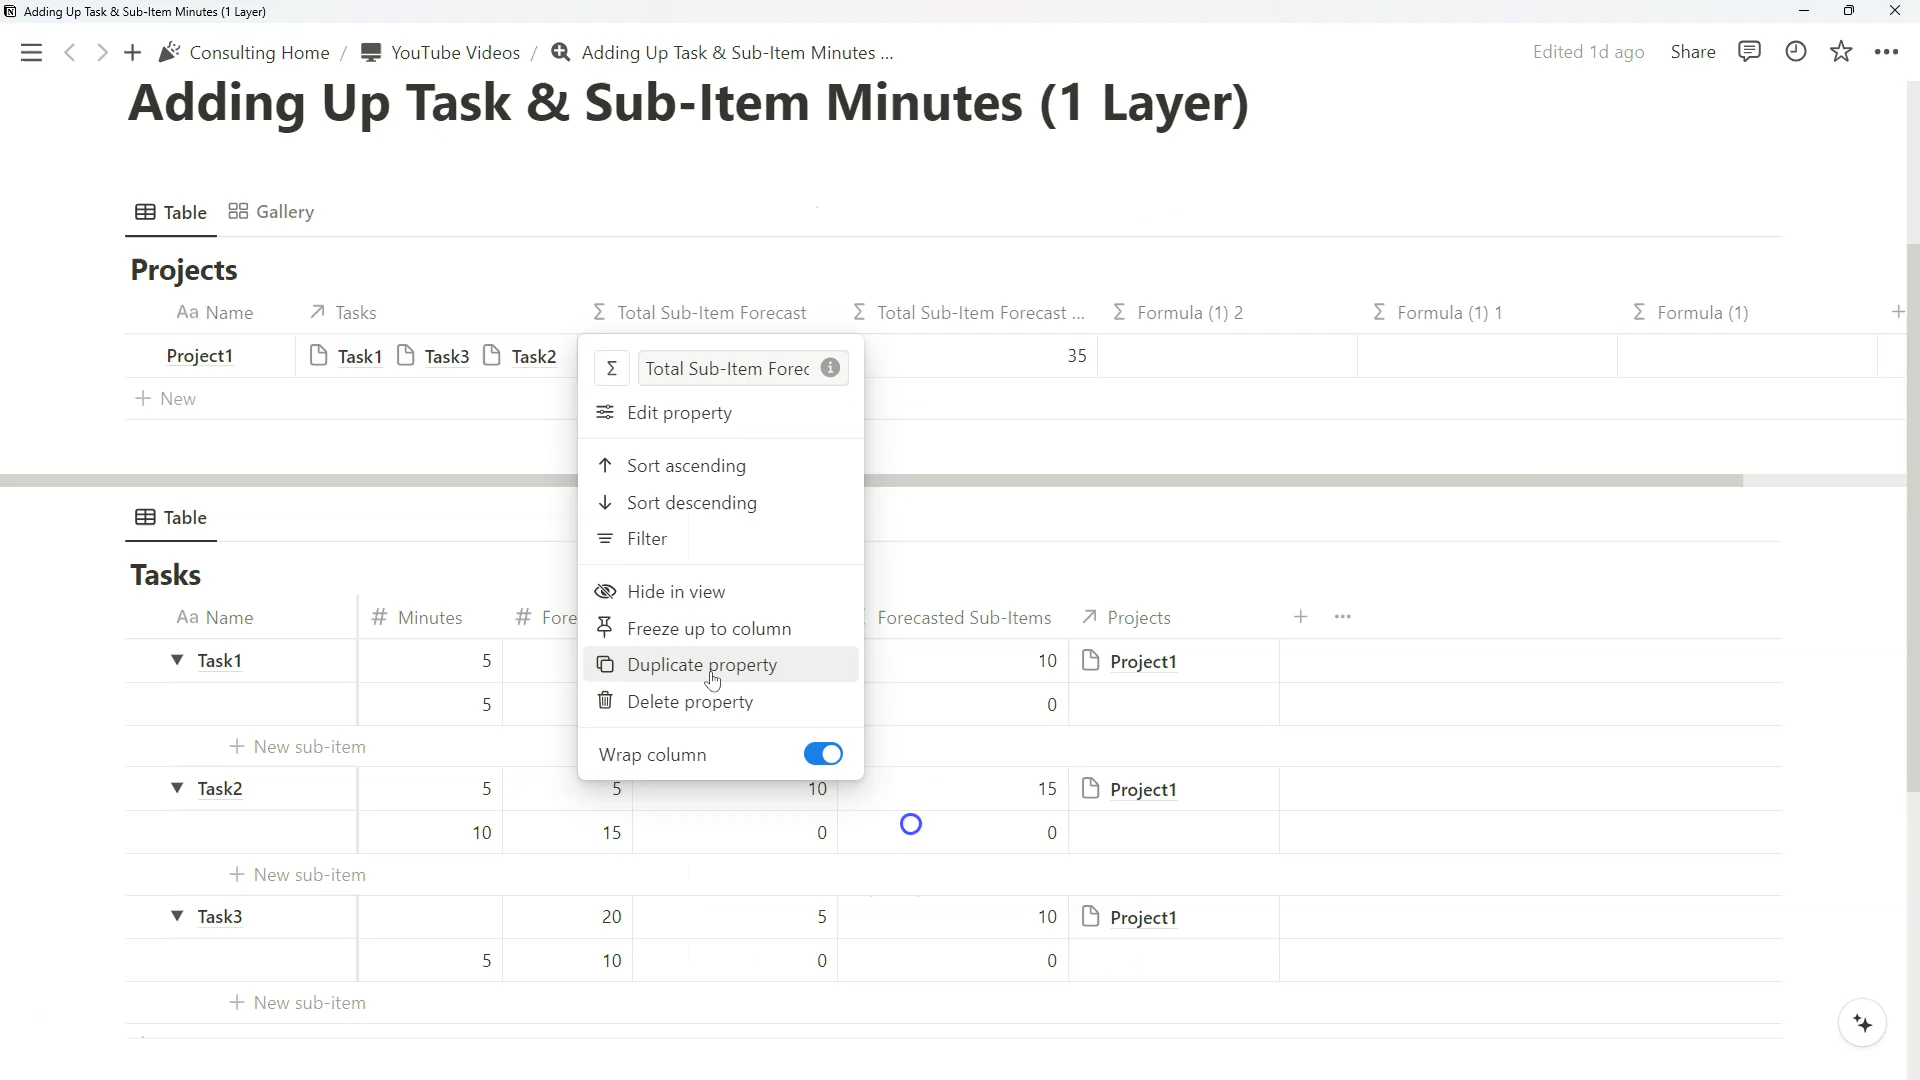 Adding Up Task & Sub-Item Minutes (1 Layer)
Consulting Home / YouTube Videos / Adding Up Task & Sub-Item Minutes ... Edited 1d ago Share
Adding Up Task & Sub-Item Minutes (1 Layer)
Table Gallery
Projects
Aa Name Tasks Total Sub-Item Forecast Total Sub-Item Forecast ... Formula (1) 2 Formula (1) 1 Formula (1)
Project1 Task1 Task3 Task2 35
+ New
Total Sub-Item Forec
Edit property
Sort ascending
Sort descending
Filter
Hide in view
Freeze up to column
Duplicate property
Delete property
Wrap column
Table
Tasks
Aa Name # Minutes # Fore Forecasted Sub-Items Projects
Task1 5 10 Project1
5 0
+ New sub-item
Task2 5 5 10 15 Project1
10 15 0 0
+ New sub-item
Task3 20 5 10 Project1
5 10 0 0
+ New sub-item